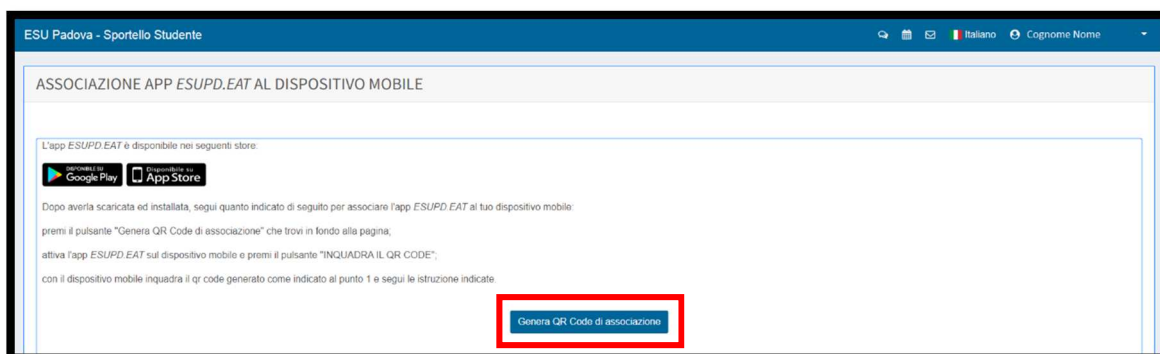 ESU Padova - Sportello Studente
Italiano
Cognome Nome
ASSOCIAZIONE APP ESUPD.EAT AL DISPOSITIVO MOBILE
L'app ESUPD.EAT è disponibile nei seguenti store:
DISPONIBILE SU
Google Play
Disponibile su
App Store
Dopo averla scaricata ed installata, segui quanto indicato di seguito per associare l'app ESUPD.EAT al tuo dispositivo mobile:
premi il pulsante "Genera QR Code di associazione" che trovi in fondo alla pagina;
attiva l'app ESUPD.EAT sul dispositivo mobile e premi il pulsante "INQUADRA IL QR CODE";
con il dispositivo mobile inquadra il qr code generato come indicato al punto 1 e segui le istruzione indicate.
Genera QR Code di associazione